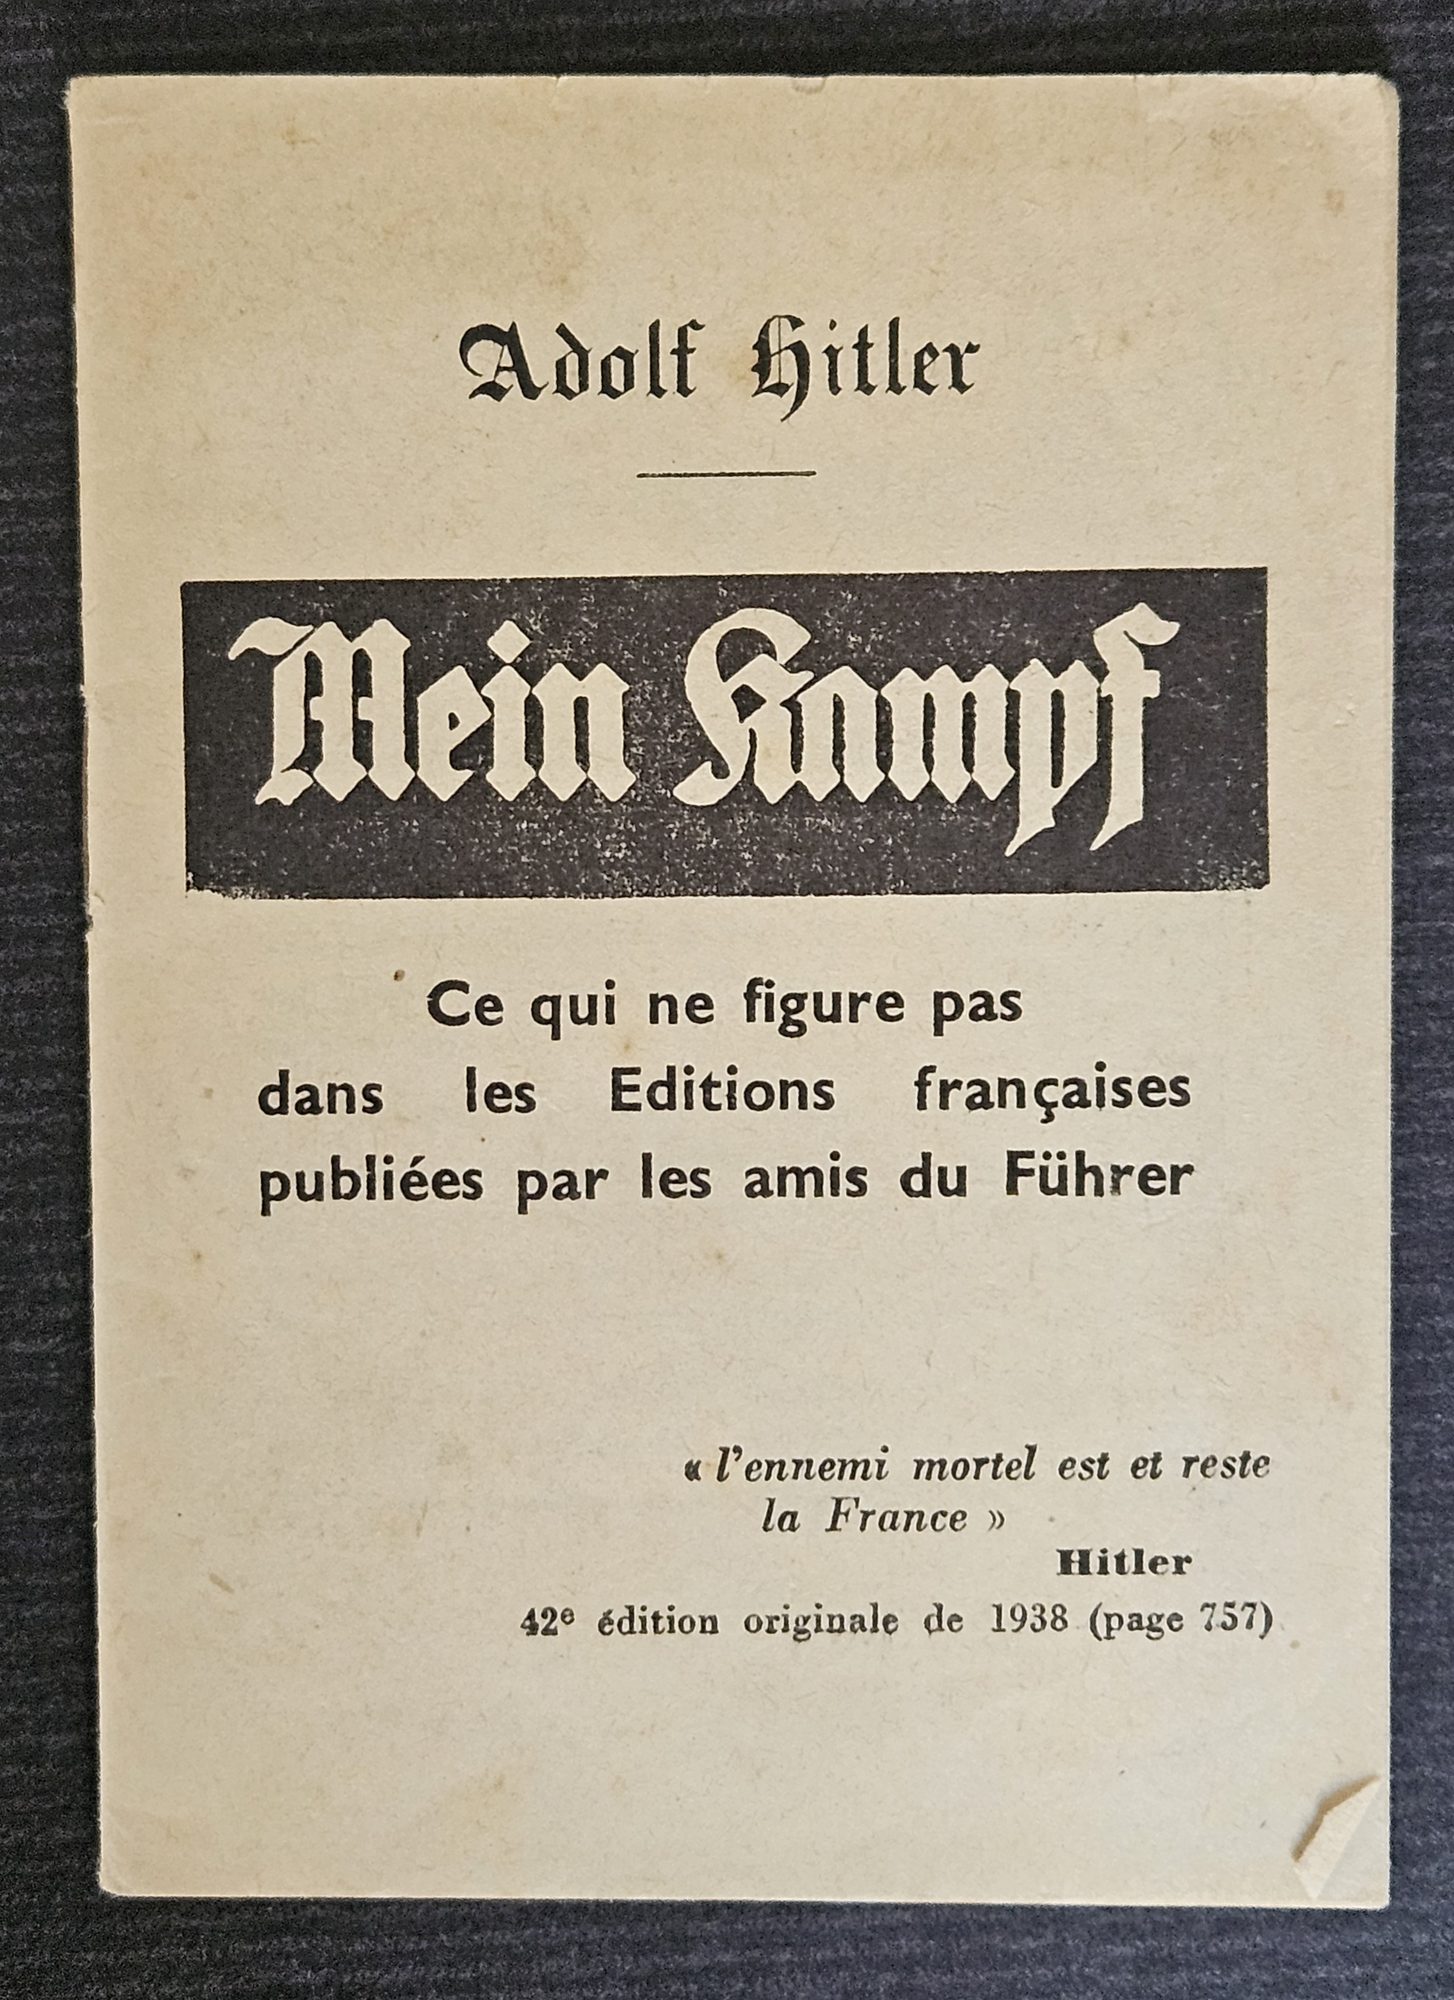 Adolf Hitler
Mein Kampf
Ce qui ne figure pas
dans les Editions françaises
publiées par les amis du Führer
« l'ennemi mortel est et reste
la France »
Hitler
42e édition originale de 1938 (page 757)